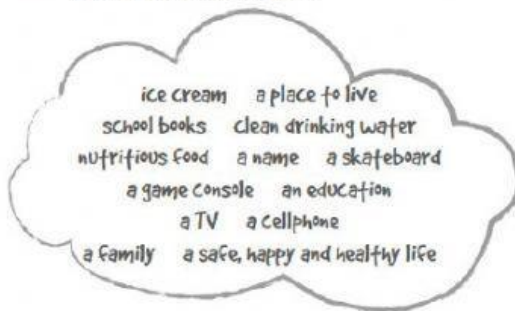 ice cream a place to live
school books clean drinking water
nutritious food a name a skateboard
a game console an education
a TV a cellphone
a family a safe, happy and healthy life